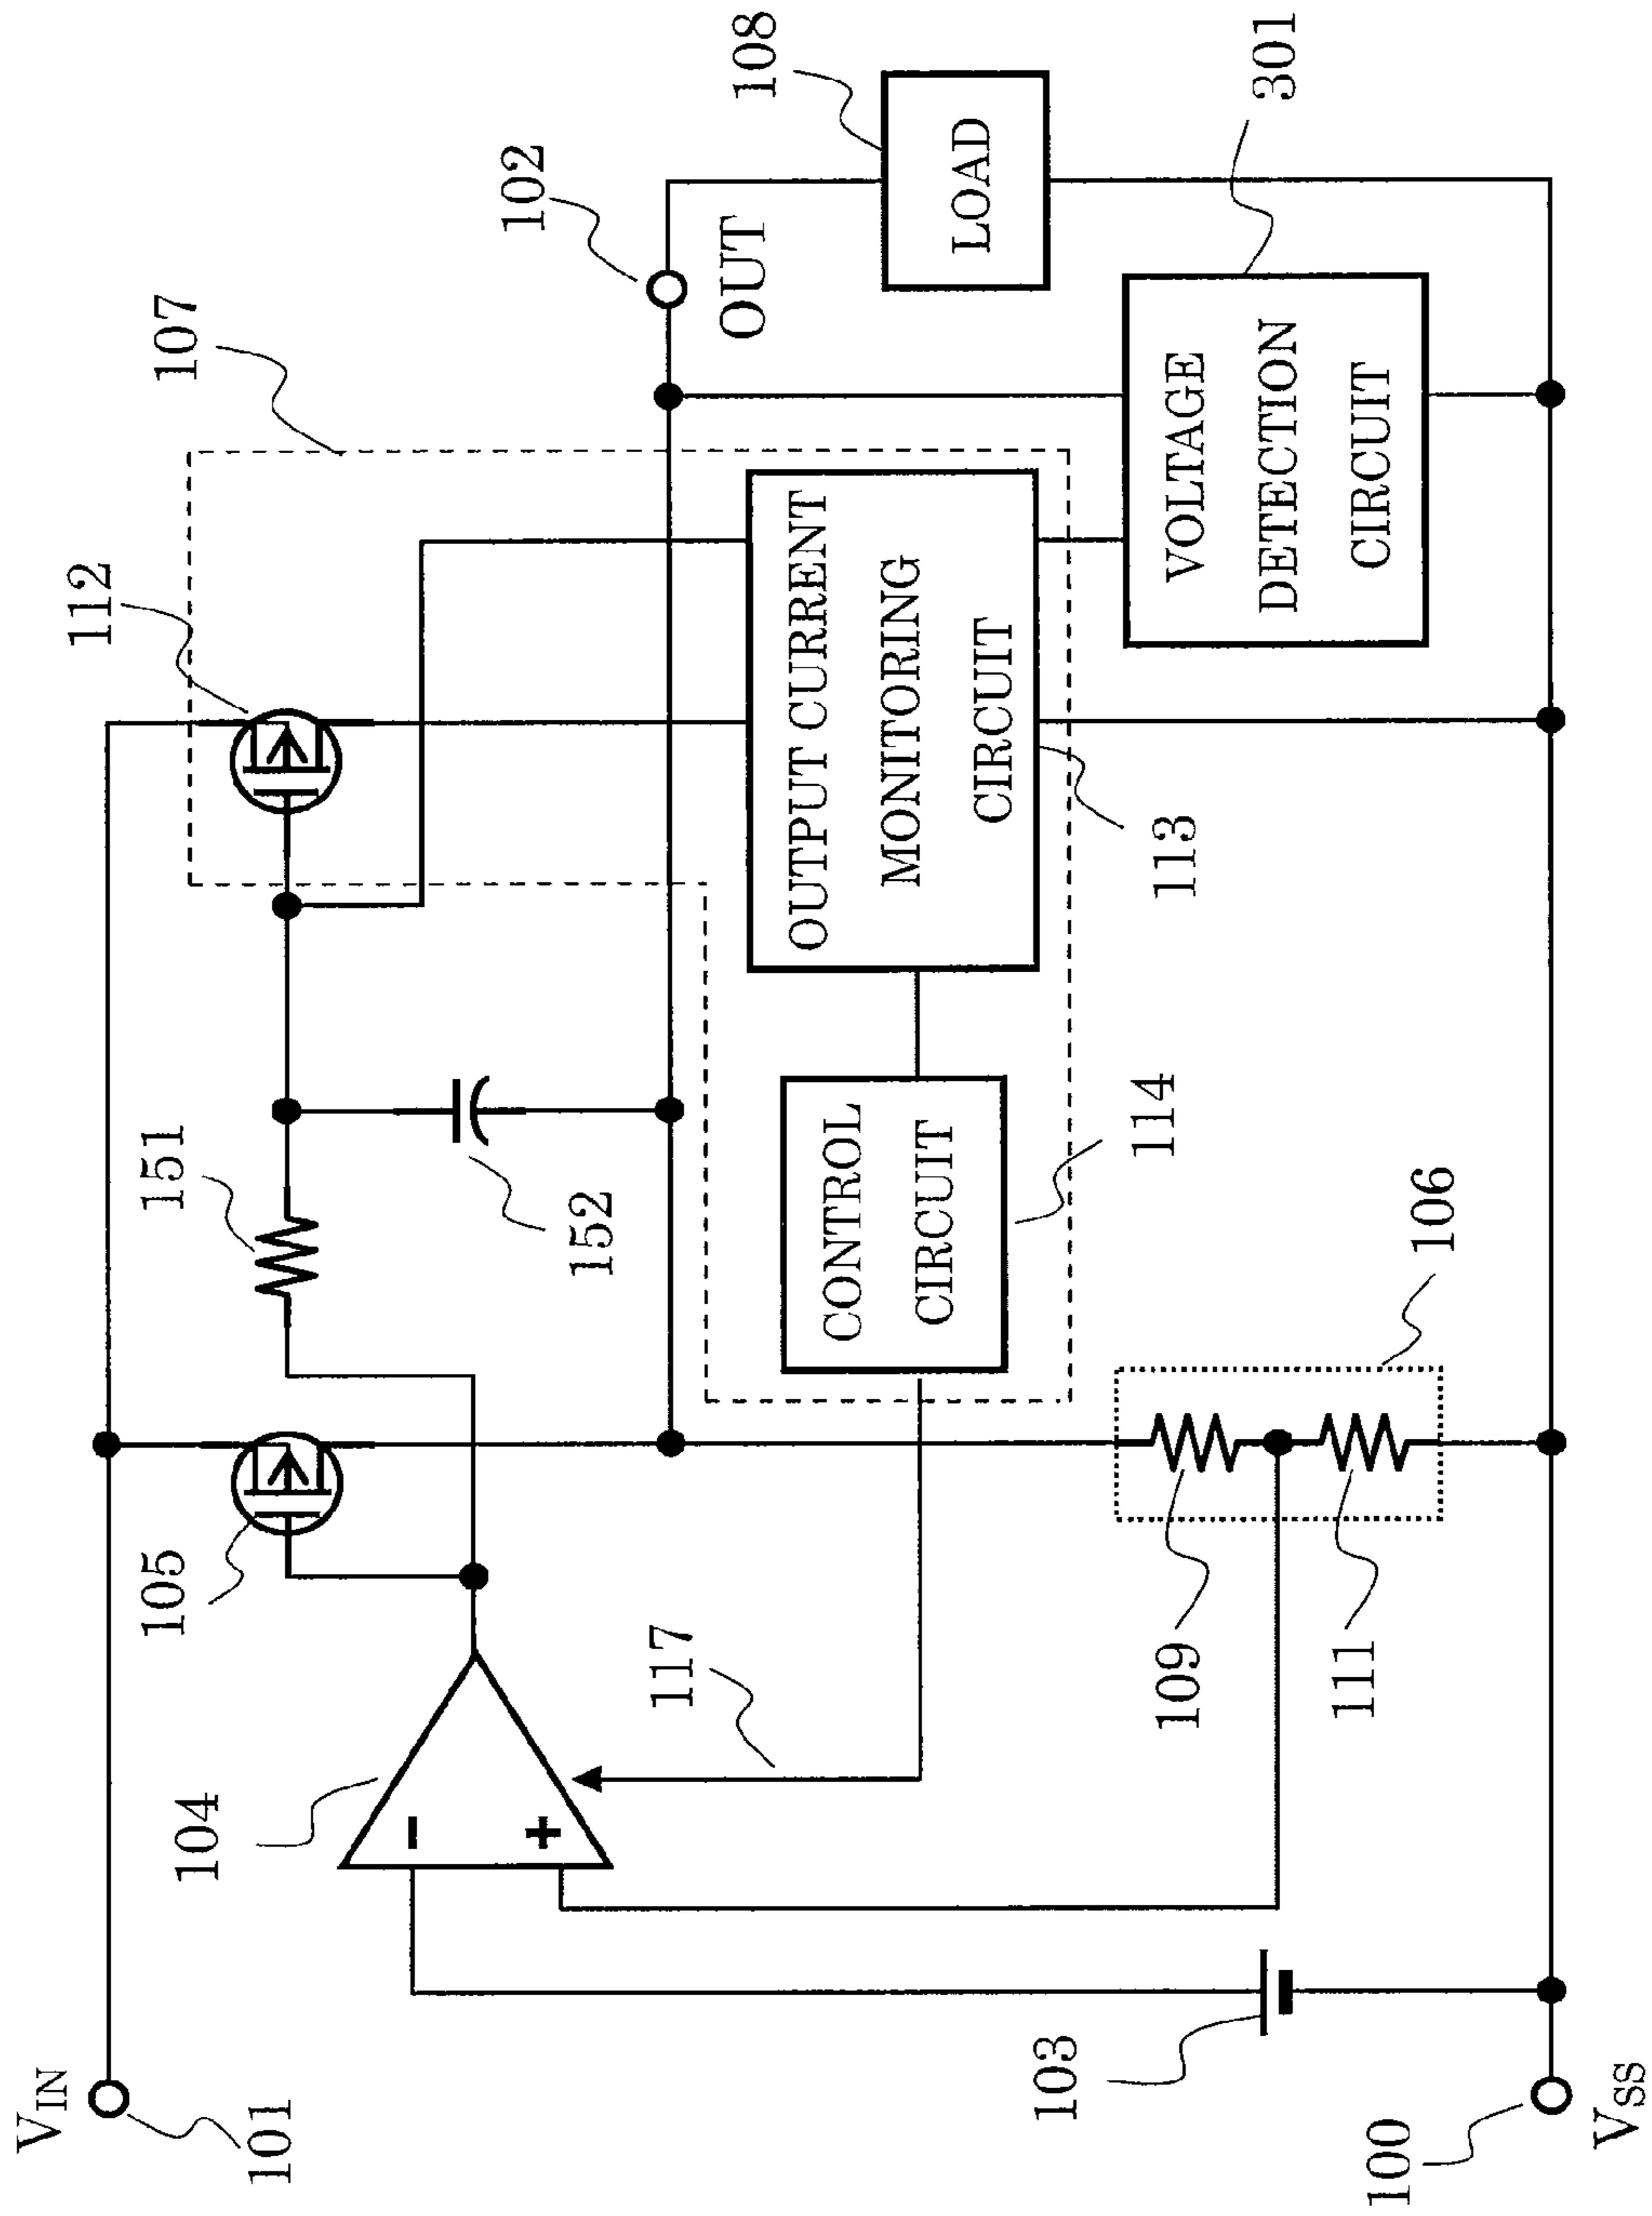 V_IN
101
104
105
151
112
107
102
108
301
OUT
LOAD
152
117
OUTPUT CURRENT
MONITORING
CIRCUIT
CONTROL
CIRCUIT
VOLTAGE
DETECTION
CIRCUIT
113
114
106
109
111
103
100
V_SS
−
+